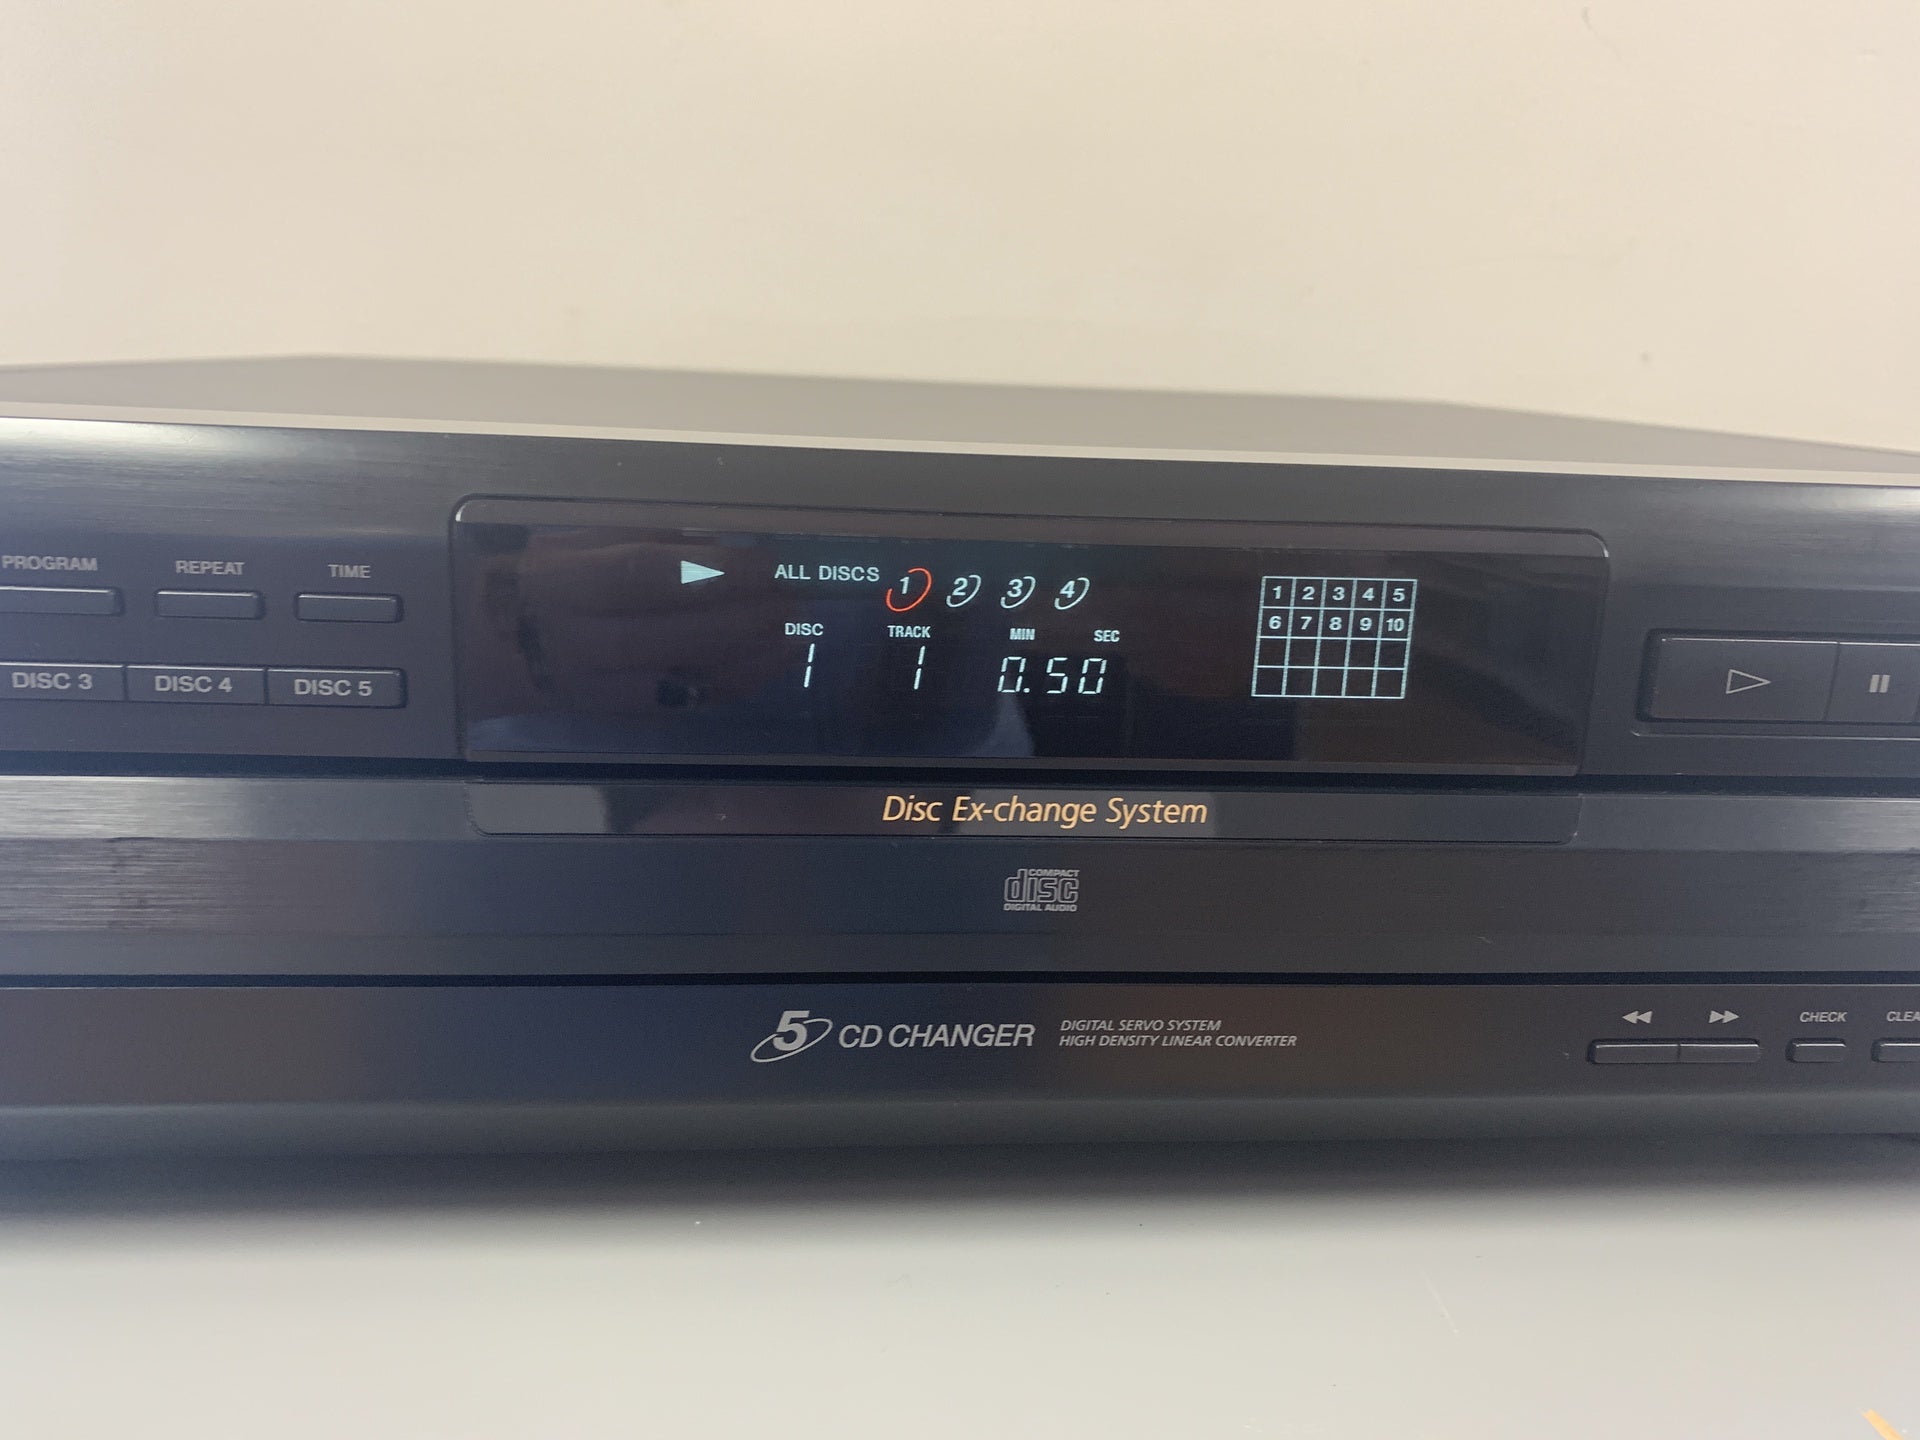 PROGRAM REPEAT TIME
DISC 3 DISC 4 DISC 5
ALL DISCS 1 2 3 4
DISC TRACK MIN SEC
1 1 0.50
1 2 3 4 5
6 7 8 9 10
Disc Ex-change System
COMPACT
disc
DIGITAL AUDIO
5 CD CHANGER
DIGITAL SERVO SYSTEM
HIGH DENSITY LINEAR CONVERTER
CHECK CLEA